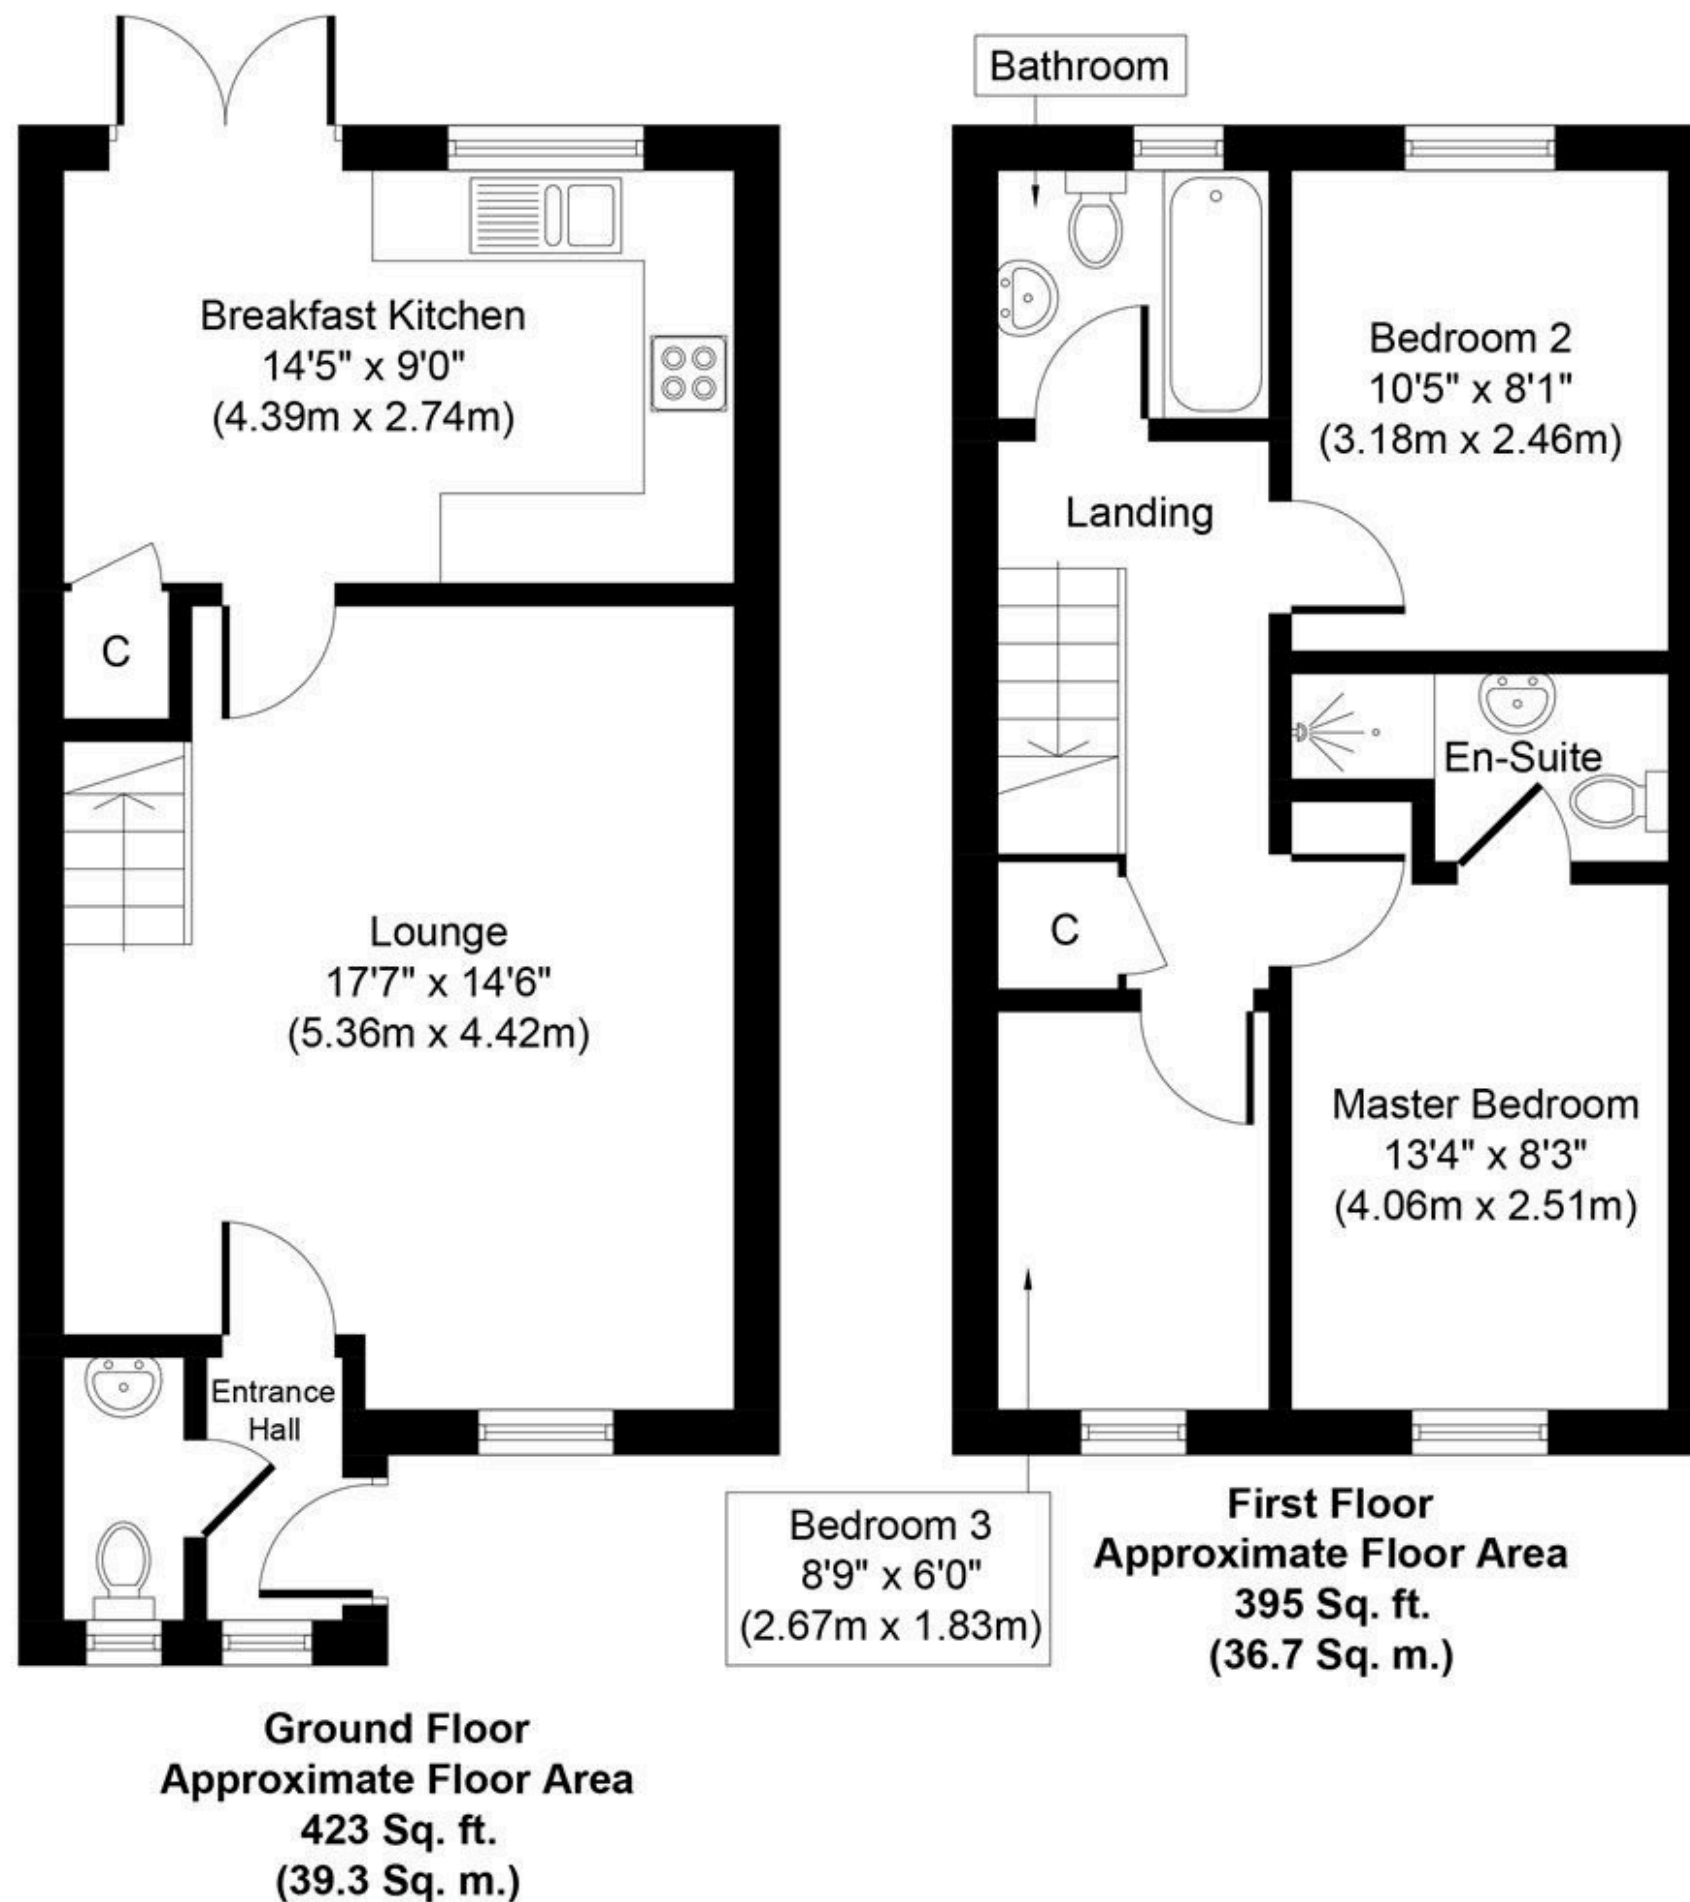 Bathroom
Breakfast Kitchen
14'5" x 9'0"
(4.39m x 2.74m)
C
Lounge
17'7" x 14'6"
(5.36m x 4.42m)
Entrance
Hall
Ground Floor
Approximate Floor Area
423 Sq. ft.
(39.3 Sq. m.)
Bedroom 2
10'5" x 8'1"
(3.18m x 2.46m)
Landing
En-Suite
C
Master Bedroom
13'4" x 8'3"
(4.06m x 2.51m)
Bedroom 3
8'9" x 6'0"
(2.67m x 1.83m)
First Floor
Approximate Floor Area
395 Sq. ft.
(36.7 Sq. m.)